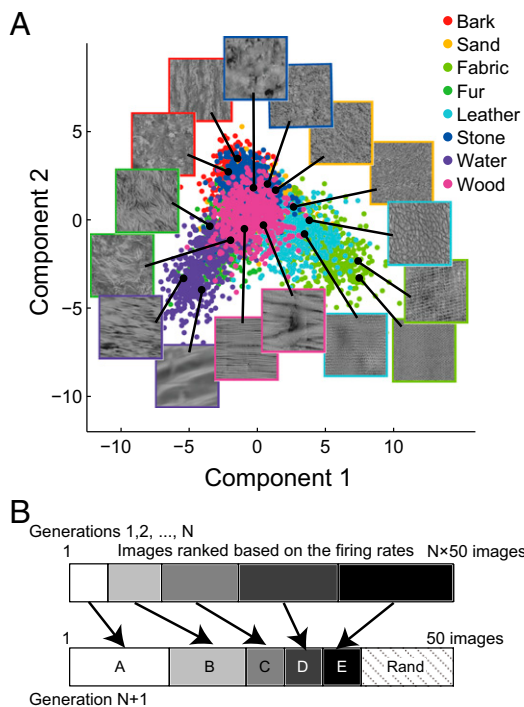 A
Bark
Sand
Fabric
Fur
Leather
Stone
Water
Wood
Component 2
5
0
−5
−10
−10
−5
0
5
10
Component 1
B
Generations 1,2, ..., N
1
Images ranked based on the firing rates
N×50 images
1
50 images
A
B
C
D
E
Rand
Generation N+1